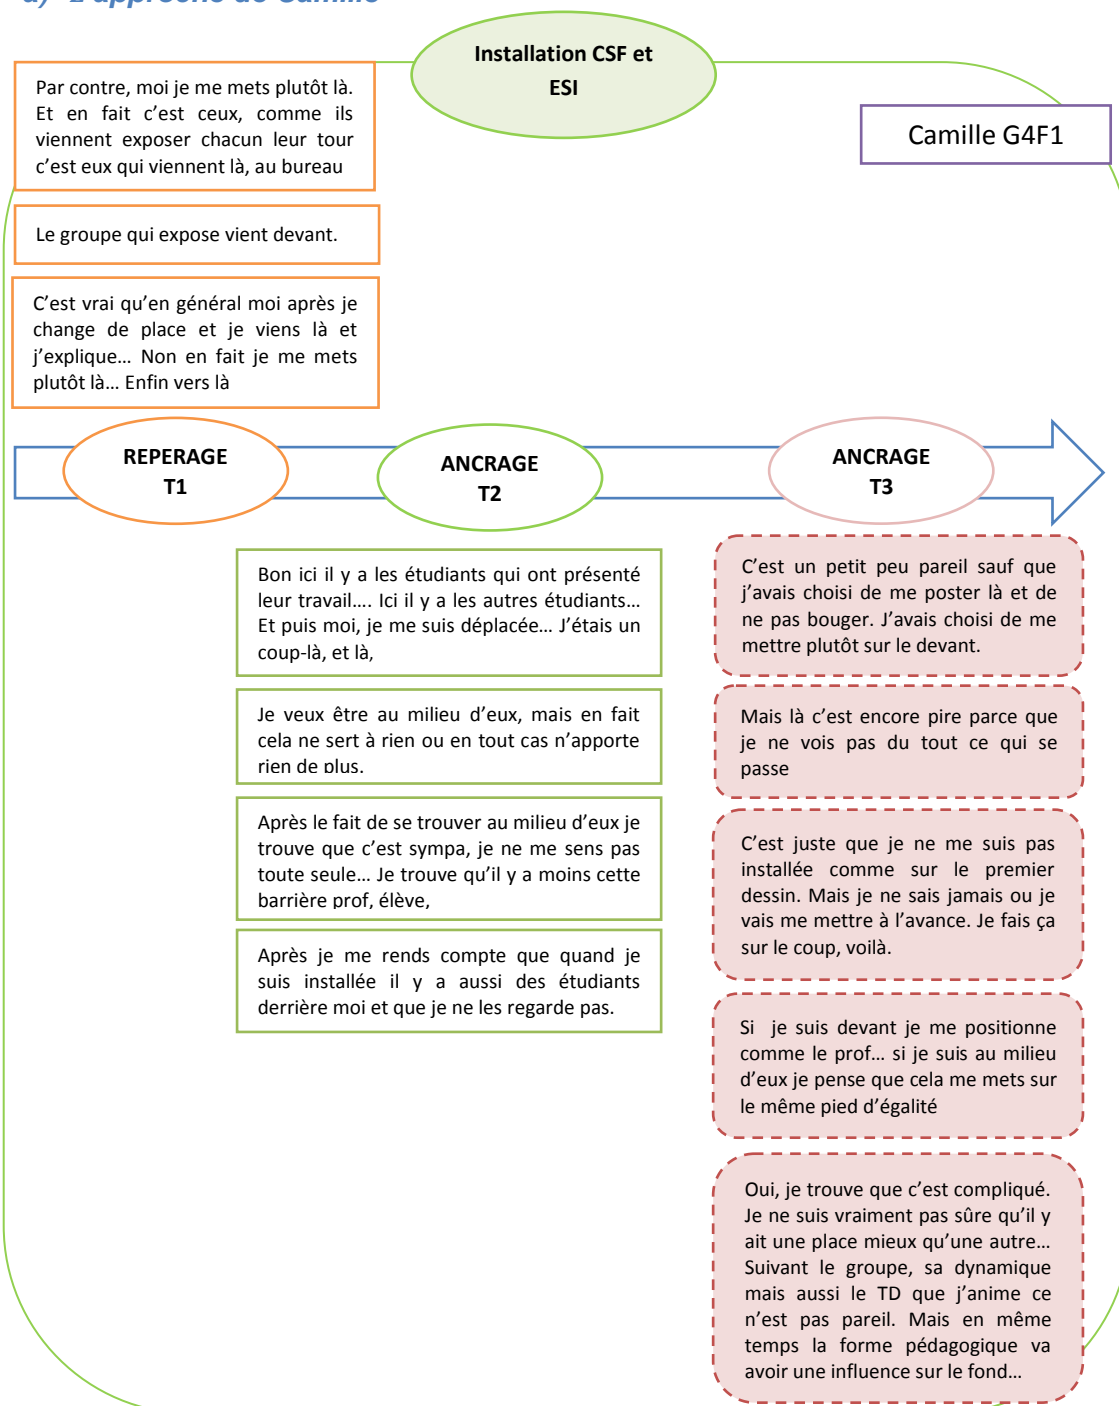 a) L'approche de Camille
Installation CSF et
ESI
Camille G4F1
Par contre, moi je me mets plutôt là.
Et en fait c’est ceux, comme ils
viennent exposer chacun leur tour
c’est eux qui viennent là, au bureau
Le groupe qui expose vient devant.
C’est vrai qu’en général moi après je
change de place et je viens là et
j’explique… Non en fait je me mets
plutôt là… Enfin vers là
REPERAGE
T1
ANCRAGE
T2
ANCRAGE
T3
Bon ici il y a les étudiants qui ont présenté
leur travail…. Ici il y a les autres étudiants…
Et puis moi, je me suis déplacée… J’étais un
coup-là, et là,
Je veux être au milieu d’eux, mais en fait
cela ne sert à rien ou en tout cas n’apporte
rien de plus.
Après le fait de se trouver au milieu d’eux je
trouve que c’est sympa, je ne me sens pas
toute seule… Je trouve qu’il y a moins cette
barrière prof, élève,
Après je me rends compte que quand je
suis installée il y a aussi des étudiants
derrière moi et que je ne les regarde pas.
C’est un petit peu pareil sauf que
j’avais choisi de me poster là et de
ne pas bouger. J’avais choisi de me
mettre plutôt sur le devant.
Mais là c’est encore pire parce que
je ne vois pas du tout ce qui se
passe
C’est juste que je ne me suis pas
installée comme sur le premier
dessin. Mais je ne sais jamais ou je
vais me mettre à l’avance. Je fais ça
sur le coup, voilà.
Si je suis devant je me positionne
comme le prof… si je suis au milieu
d’eux je pense que cela me mets sur
le même pied d’égalité
Oui, je trouve que c’est compliqué.
Je ne suis vraiment pas sûre qu’il y
ait une place mieux qu’une autre…
Suivant le groupe, sa dynamique
mais aussi le TD que j’anime ce
n’est pas pareil. Mais en même
temps la forme pédagogique va
avoir une influence sur le fond…